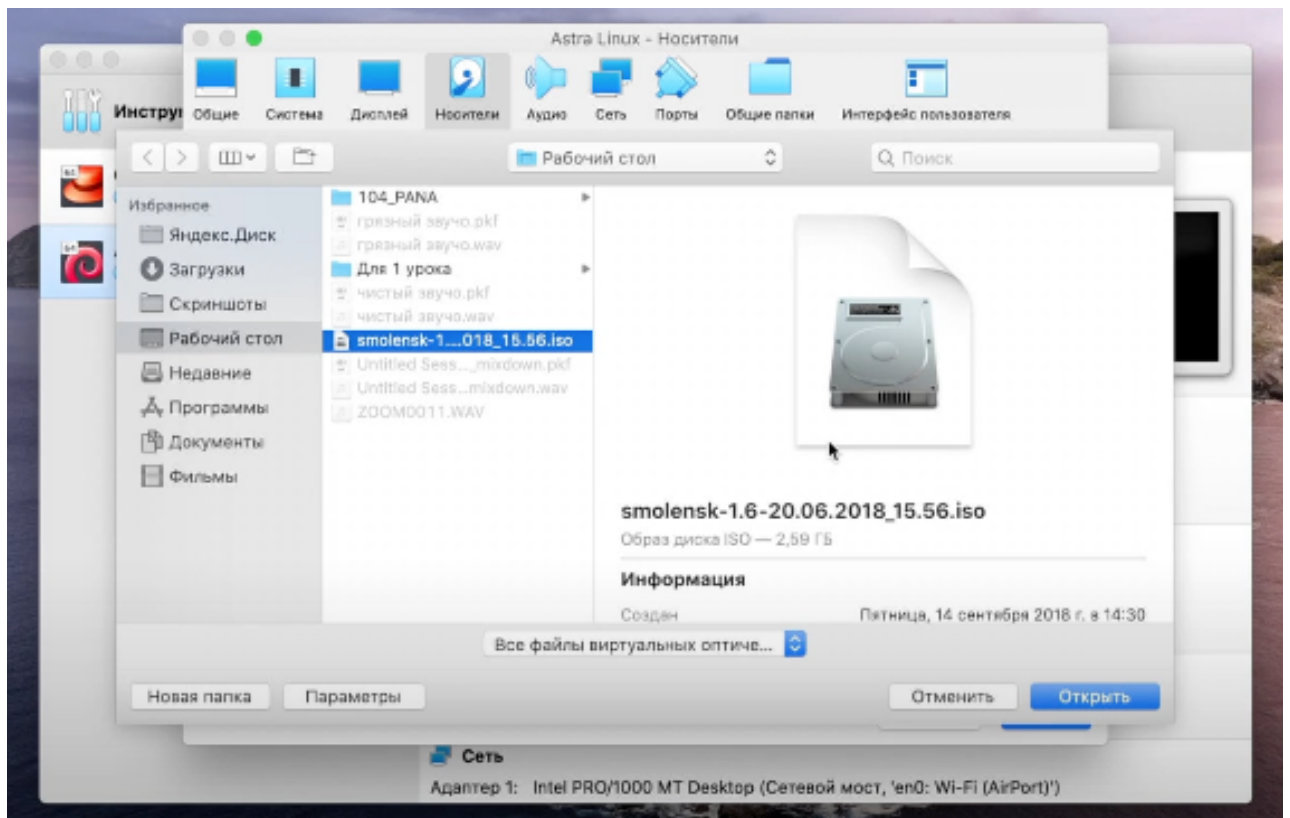 Astra Linux - Носители
Инстру
Общие
Система
Дисплей
Носители
Аудио
Сеть
Порты
Общие папки
Интерфейс пользователя
Рабочий стол
Поиск
Избранное
Яндекс.Диск
Загрузки
Скриншоты
Рабочий стол
Недавние
Программы
Документы
Фильмы
104_PANA
грязный звучо.pkf
грязный звучо.wav
Для 1 урока
чистый звучо.pkf
чистый звучо.wav
smolensk-1....018_15.56.iso
Untitled Sess..._mixdown.pkf
Untitled Sess...mixdown.wav
ZOOM0011.WAV
smolensk-1.6-20.06.2018_15.56.iso
Образ диска ISO — 2,59 ГБ
Информация
Создан Пятница, 14 сентября 2018 г. в 14:30
Все файлы виртуальных оптиче...
Новая папка
Параметры
Отменить
Открыть
Сеть
Адаптер 1: Intel PRO/1000 MT Desktop (Сетевой мост, 'en0: Wi-Fi (AirPort)')